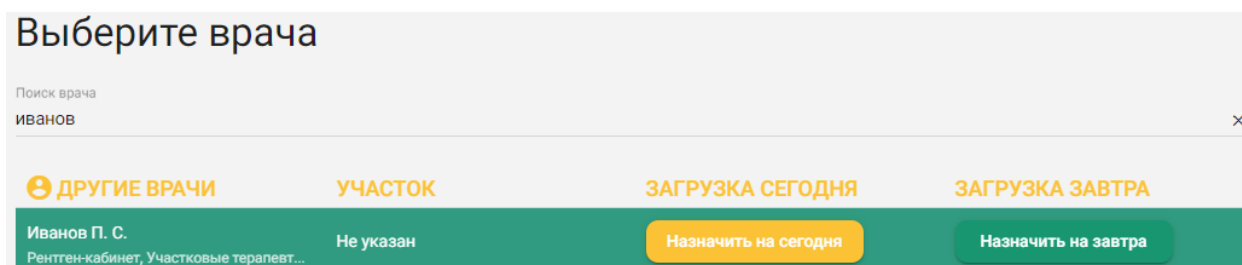 Выберите врача
Поиск врача
иванов ×
ДРУГИЕ ВРАЧИ УЧАСТОК ЗАГРУЗКА СЕГОДНЯ ЗАГРУЗКА ЗАВТРА
Иванов П. С. Не указан Назначить на сегодня Назначить на завтра
Рентген-кабинет, Участковые терапевт...